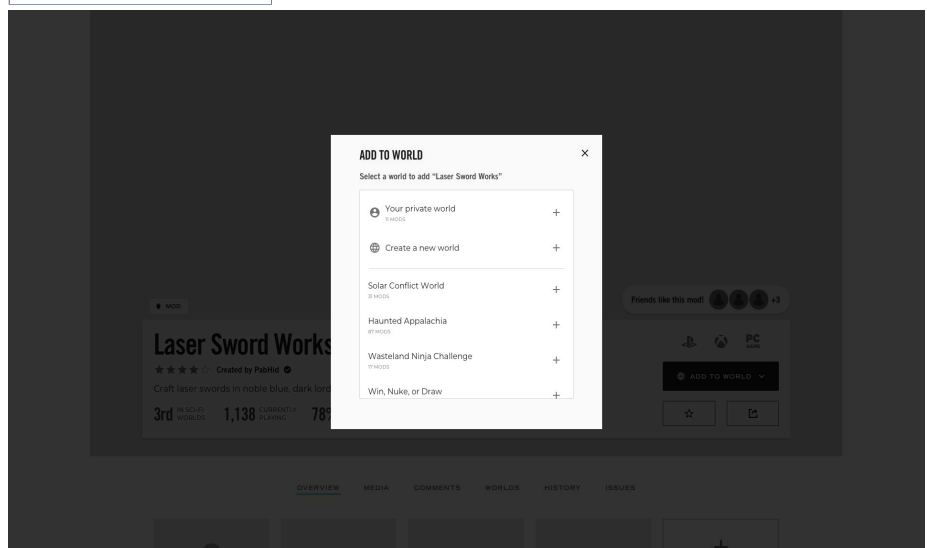 ADD TO WORLD
Select a world to add “Laser Sword Works”
Your private world
11 MODS
Create a new world
Solar Conflict World
31 MODS
Haunted Appalachia
87 MODS
Wasteland Ninja Challenge
17 MODS
Win, Nuke, or Draw
MOD
Friends like this mod! +3
Laser Sword Works
Created by PabHid
Craft laser swords in noble blue, dark lord
3rd IN SCI-FI WORLDS 1,138 CURRENTLY PLAYING 78%
PC
GAME
ADD TO WORLD
OVERVIEW MEDIA COMMENTS WORLDS HISTORY ISSUES